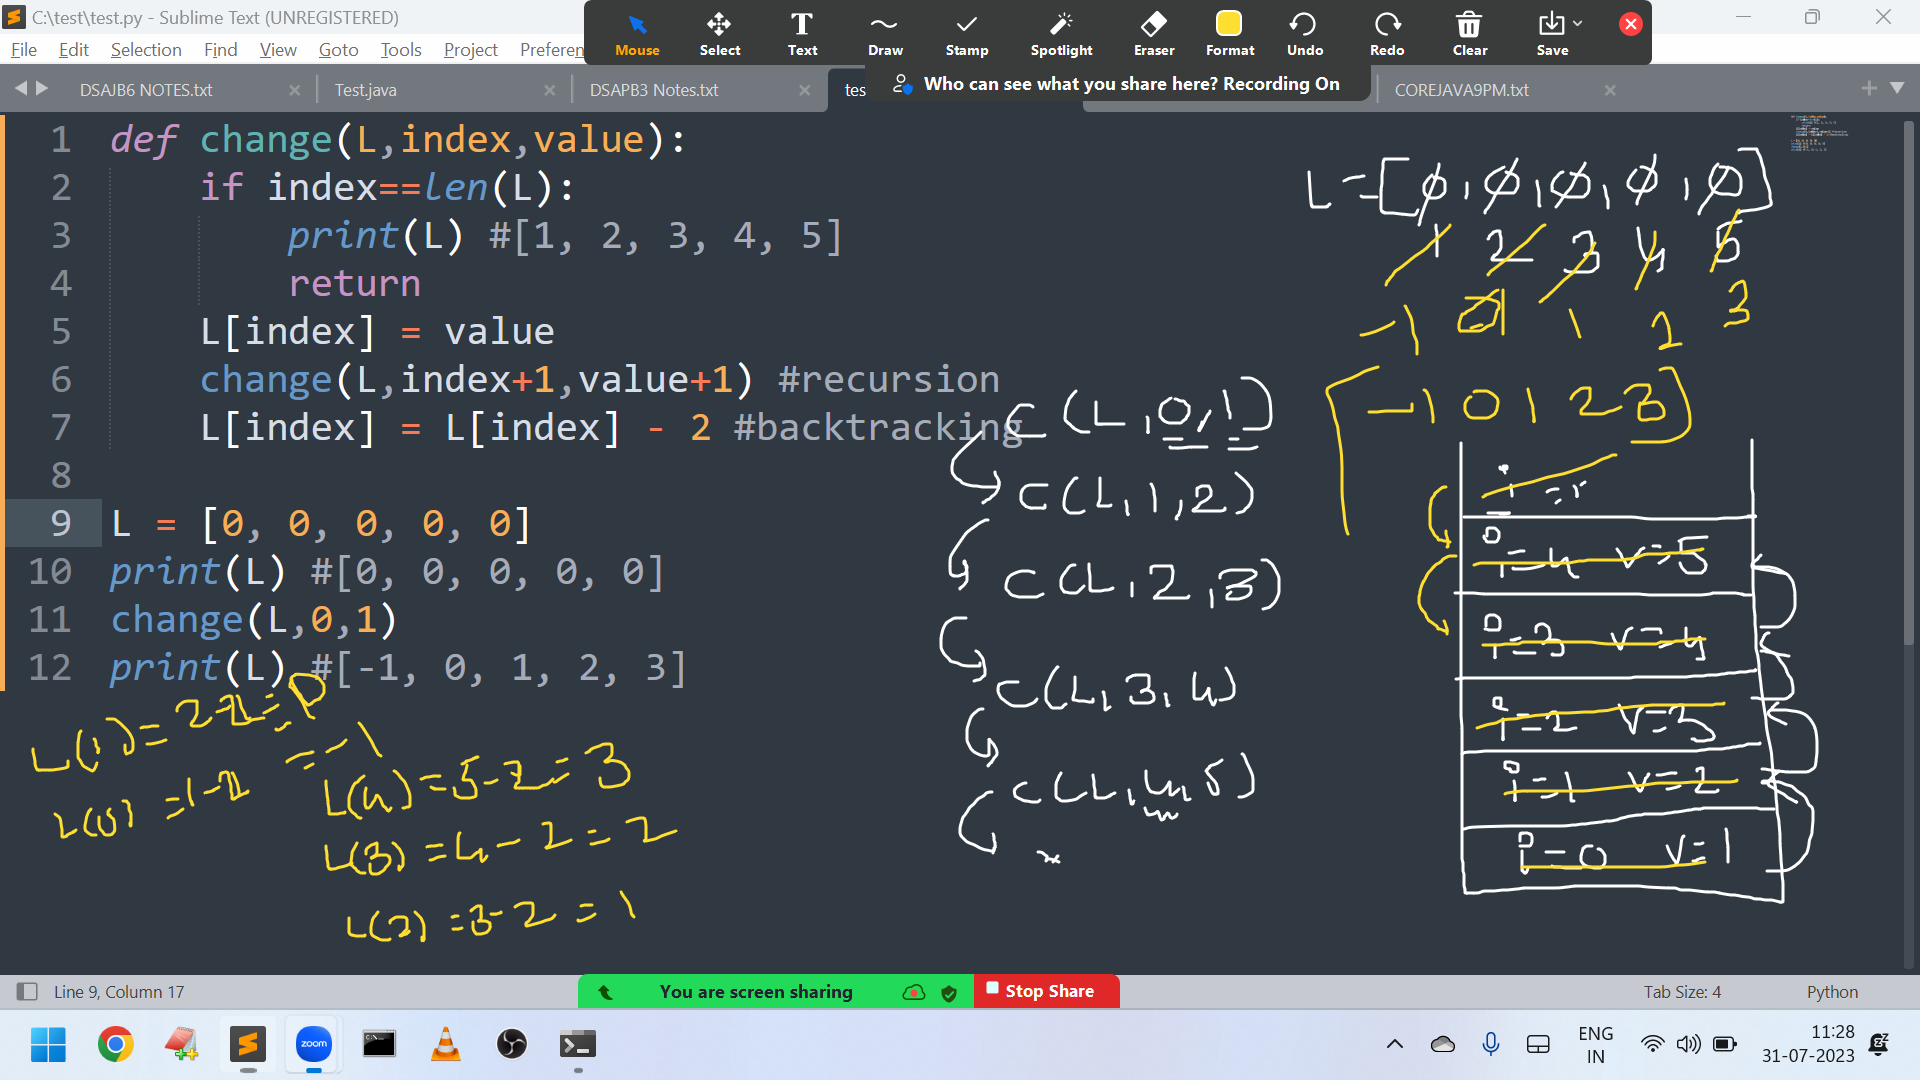 C:\test\test.py - Sublime Text (UNREGISTERED)
File Edit Selection Find View Goto Tools Project Preferen
Mouse Select Text Draw Stamp Spotlight Eraser Format Undo Redo Clear Save
Who can see what you share here? Recording On
DSAJB6 NOTES.txt Test.java DSAPB3 Notes.txt tes COREJAVA9PM.txt
1 def change(L,index,value):
2 if index==len(L):
3 print(L) #[1, 2, 3, 4, 5]
4 return
5 L[index] = value
6 change(L,index+1,value+1) #recursion
7 L[index] = L[index] - 2 #backtracking
8
9 L = [0, 0, 0, 0, 0]
10 print(L) #[0, 0, 0, 0, 0]
11 change(L,0,1)
12 print(L) #[-1, 0, 1, 2, 3]
L(1)=2-2=0
L(0)=1-2 =-1
L(4)=5-2=3
L(3)=4-2=2
L(2)=3-2=1
C(L,0,1)
C(L,1,2)
C(L,2,3)
C(L,3,4)
C(L,4,5)
L=[0,0,0,0,0]
1 2 3 4 5
-1 0 1 2 3
[-1 0 1 2 3]
i=4 v=5
i=3 v=4
i=2 v=3
i=1 v=2
i=0 v=1
Line 9, Column 17
You are screen sharing
Stop Share
Tab Size: 4
Python
zoom
ENG
IN
11:28
31-07-2023